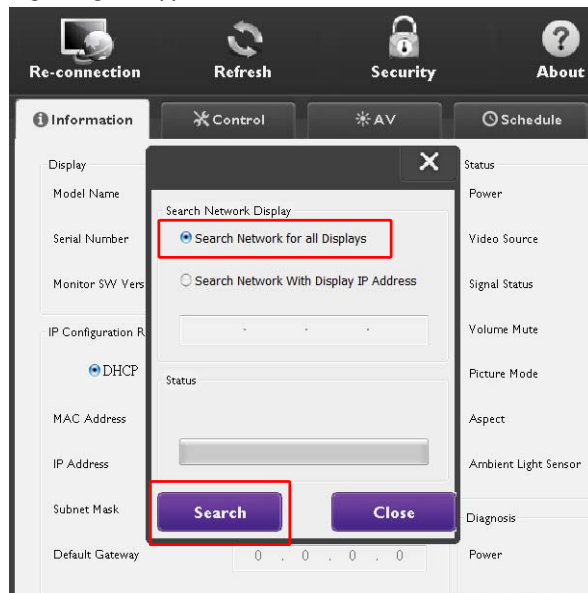 Re-connection Refresh Security About
Information Control AV Schedule
Display
Model Name
Serial Number
Monitor SW Vers
IP Configuration R
DHCP
MAC Address
IP Address
Subnet Mask
Default Gateway
0 . 0 . 0 . 0
Search Network Display
Search Network for all Displays
Search Network With Display IP Address
. . .
Status
Search Close
Status
Power
Video Source
Signal Status
Volume Mute
Picture Mode
Aspect
Ambient Light Sensor
Diagnosis
Power